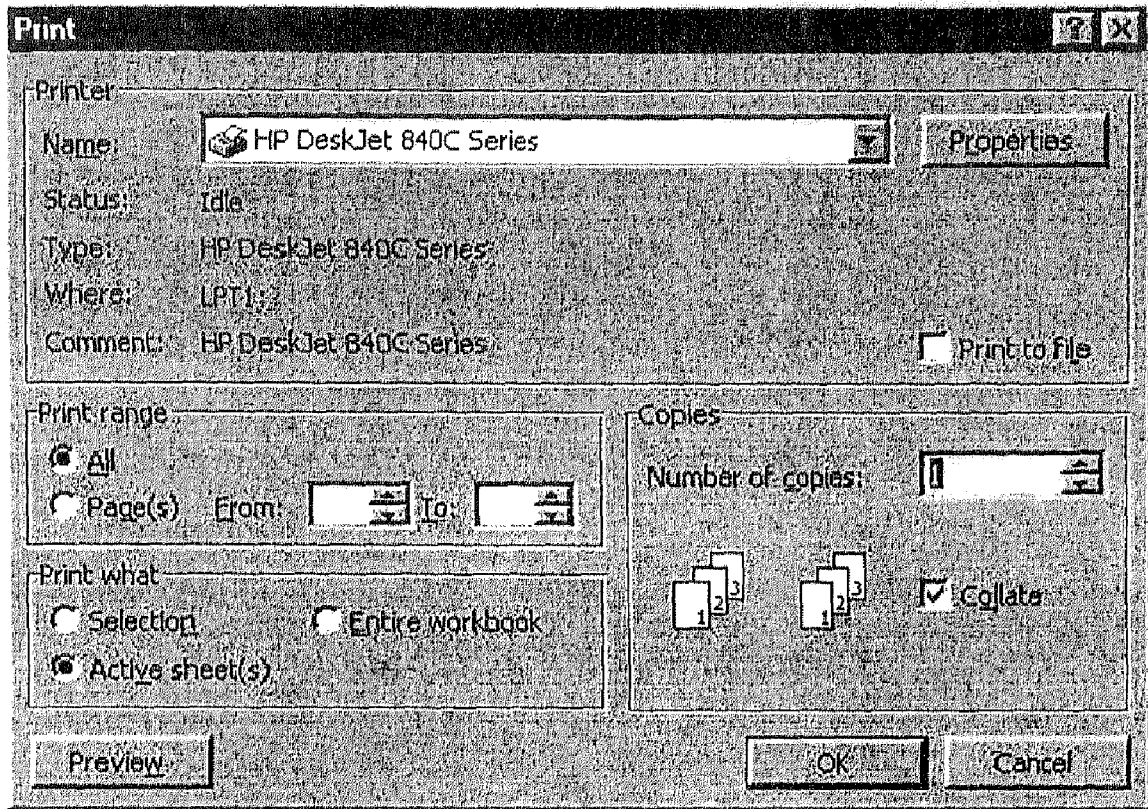 Print
Printer
Name: HP DeskJet 840C Series Properties
Status: Idle
Type: HP DeskJet 840C Series
Where: LPT1:
Comment: HP DeskJet 840C Series Print to file
Print range
All
Page(s) From: To:
Copies
Number of copies: 1
1 2 3 1 2 3 Collate
Print what
Selection Entire workbook
Active sheet(s)
Preview OK Cancel